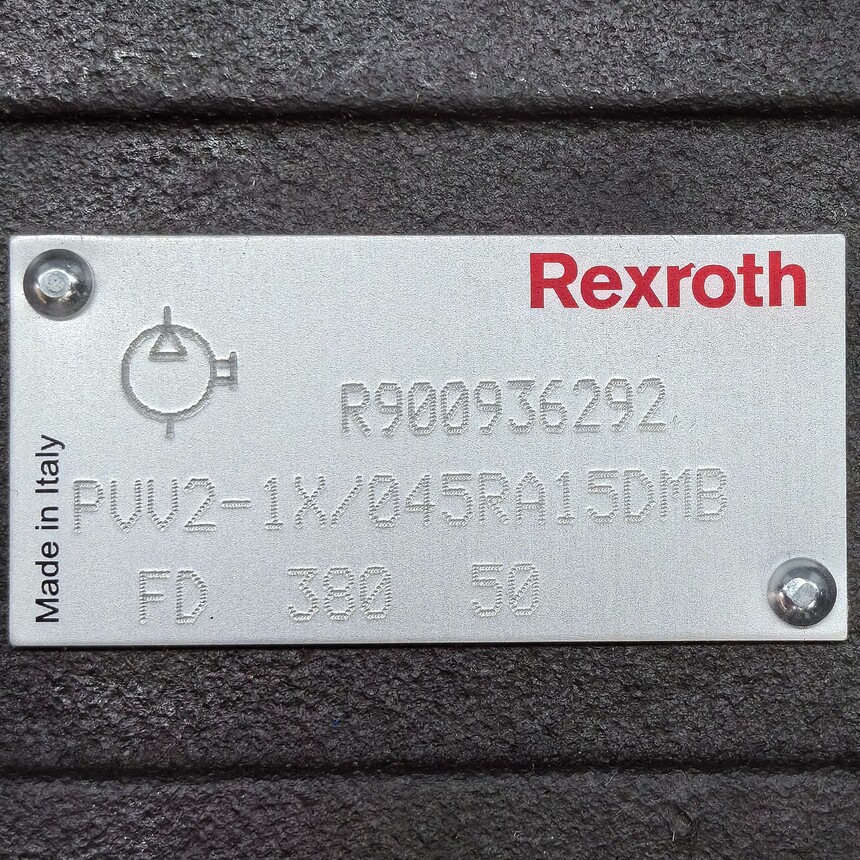 Rexroth
R900936292
PVV2-1X/045RA15DMB
FD 380 50
Made in Italy